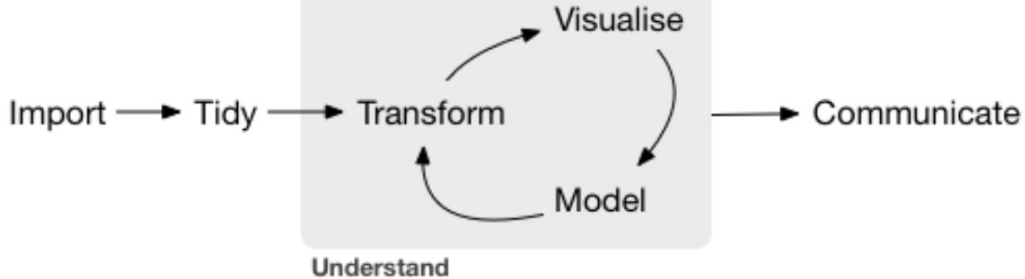 Visualise
Import Tidy Transform Communicate
Model
Understand